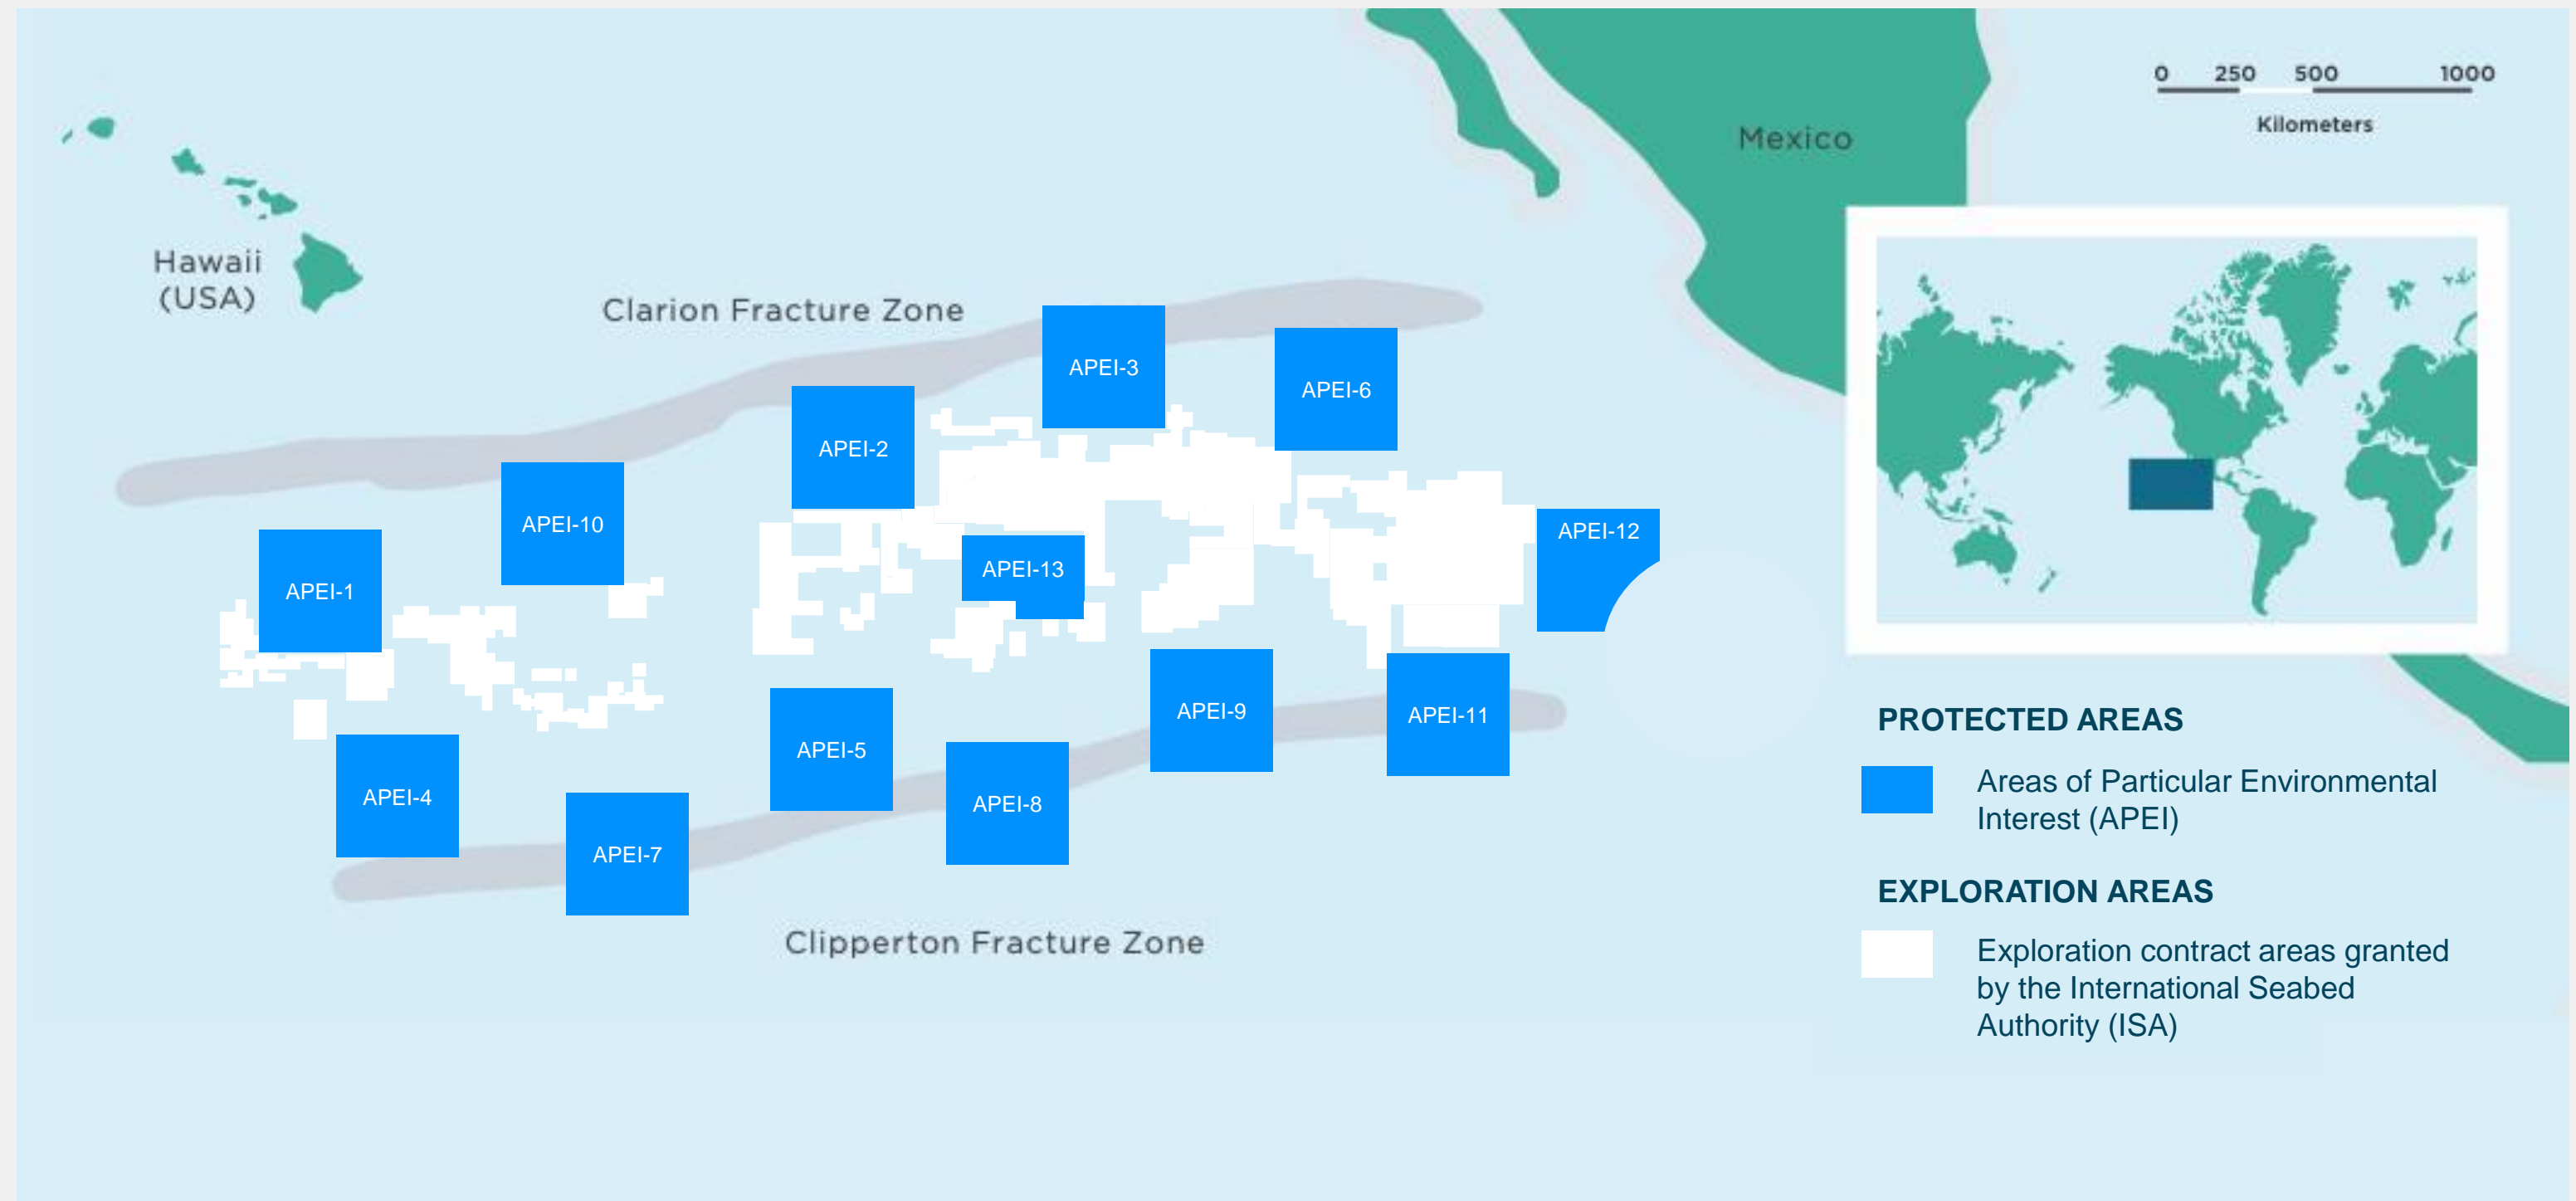 0 250 500 1000
Kilometers
Mexico
Hawaii
(USA)
Clarion Fracture Zone
APEI-3
APEI-6
APEI-2
APEI-10
APEI-12
APEI-13
APEI-1
APEI-9
APEI-11
APEI-5
APEI-4
APEI-8
APEI-7
Clipperton Fracture Zone
PROTECTED AREAS
Areas of Particular Environmental
Interest (APEI)
EXPLORATION AREAS
Exploration contract areas granted
by the International Seabed
Authority (ISA)